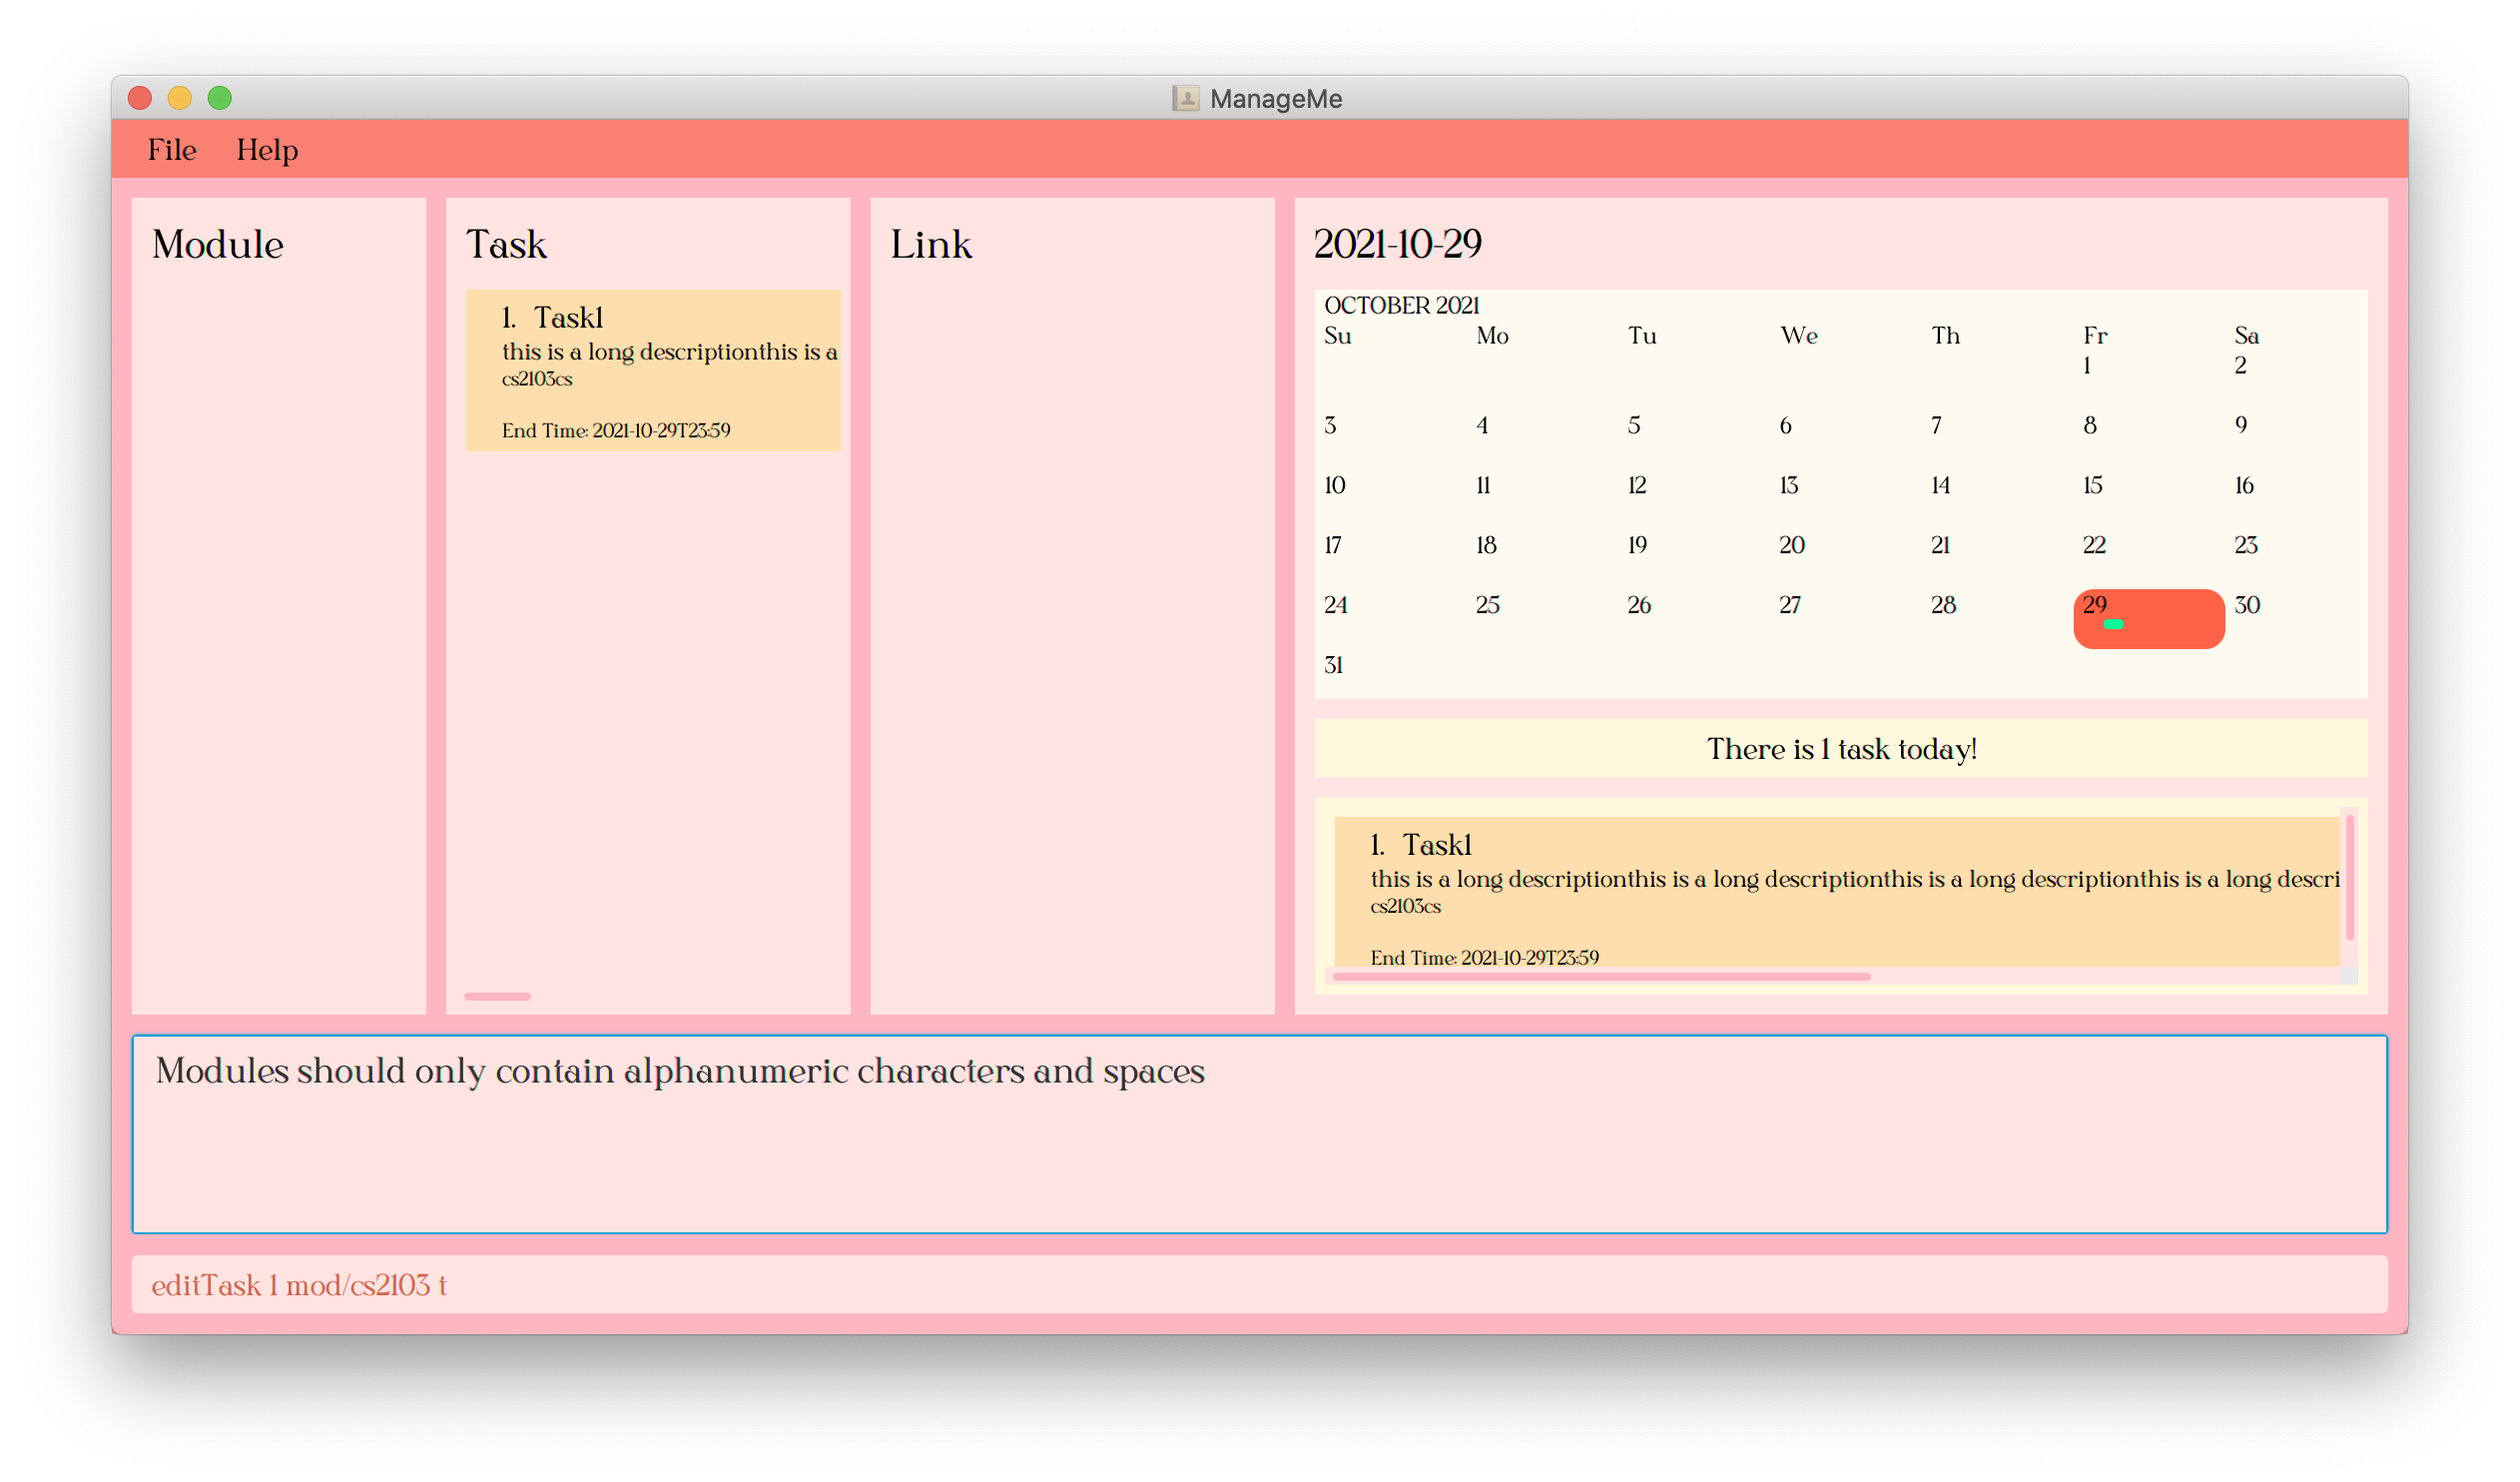 ManageMe
File Help
Module
Task
1. Task1
this is a long descriptionthis is a
cs2103cs
End Time: 2021-10-29T23:59
Link
2021-10-29
OCTOBER 2021
Su Mo Tu We Th Fr Sa
1 2
3 4 5 6 7 8 9
10 11 12 13 14 15 16
17 18 19 20 21 22 23
24 25 26 27 28 29 30
31
There is 1 task today!
1. Task1
this is a long descriptionthis is a long descriptionthis is a long descriptionthis is a long descri
cs2103cs
End Time: 2021-10-29T23:59
Modules should only contain alphanumeric characters and spaces
editTask 1 mod/cs2103 t